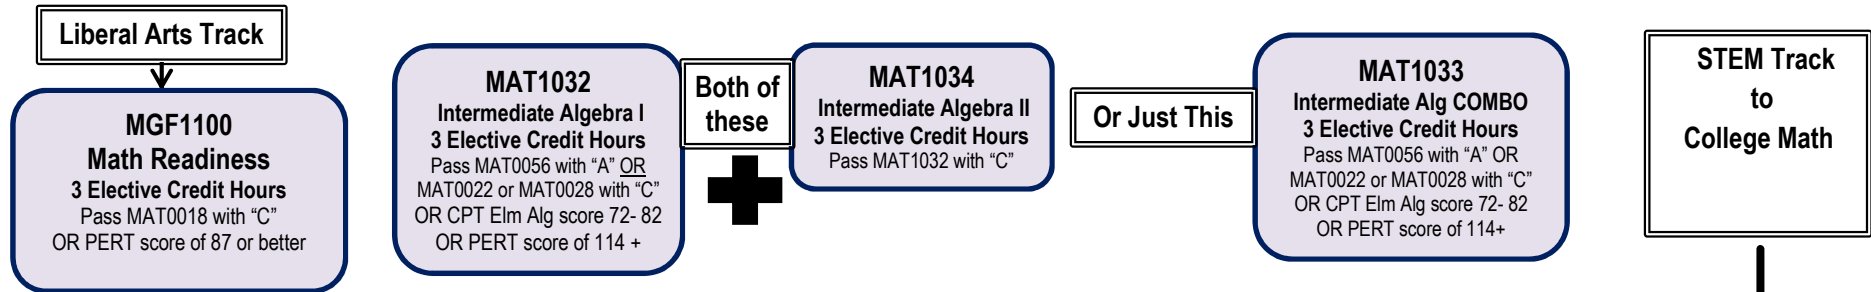 Liberal Arts Track
MGF1100
Math Readiness
3 Elective Credit Hours
Pass MAT0018 with “C”
OR PERT score of 87 or better
MAT1032
Intermediate Algebra I
3 Elective Credit Hours
Pass MAT0056 with “A” OR
MAT0022 or MAT0028 with “C”
OR CPT Elm Alg score 72- 82
OR PERT score of 114 +
Both of
these
MAT1034
Intermediate Algebra II
3 Elective Credit Hours
Pass MAT1032 with “C”
Or Just This
MAT1033
Intermediate Alg COMBO
3 Elective Credit Hours
Pass MAT0056 with “A” OR
MAT0022 or MAT0028 with “C”
OR CPT Elm Alg score 72- 82
OR PERT score of 114+
STEM Track
to
College Math